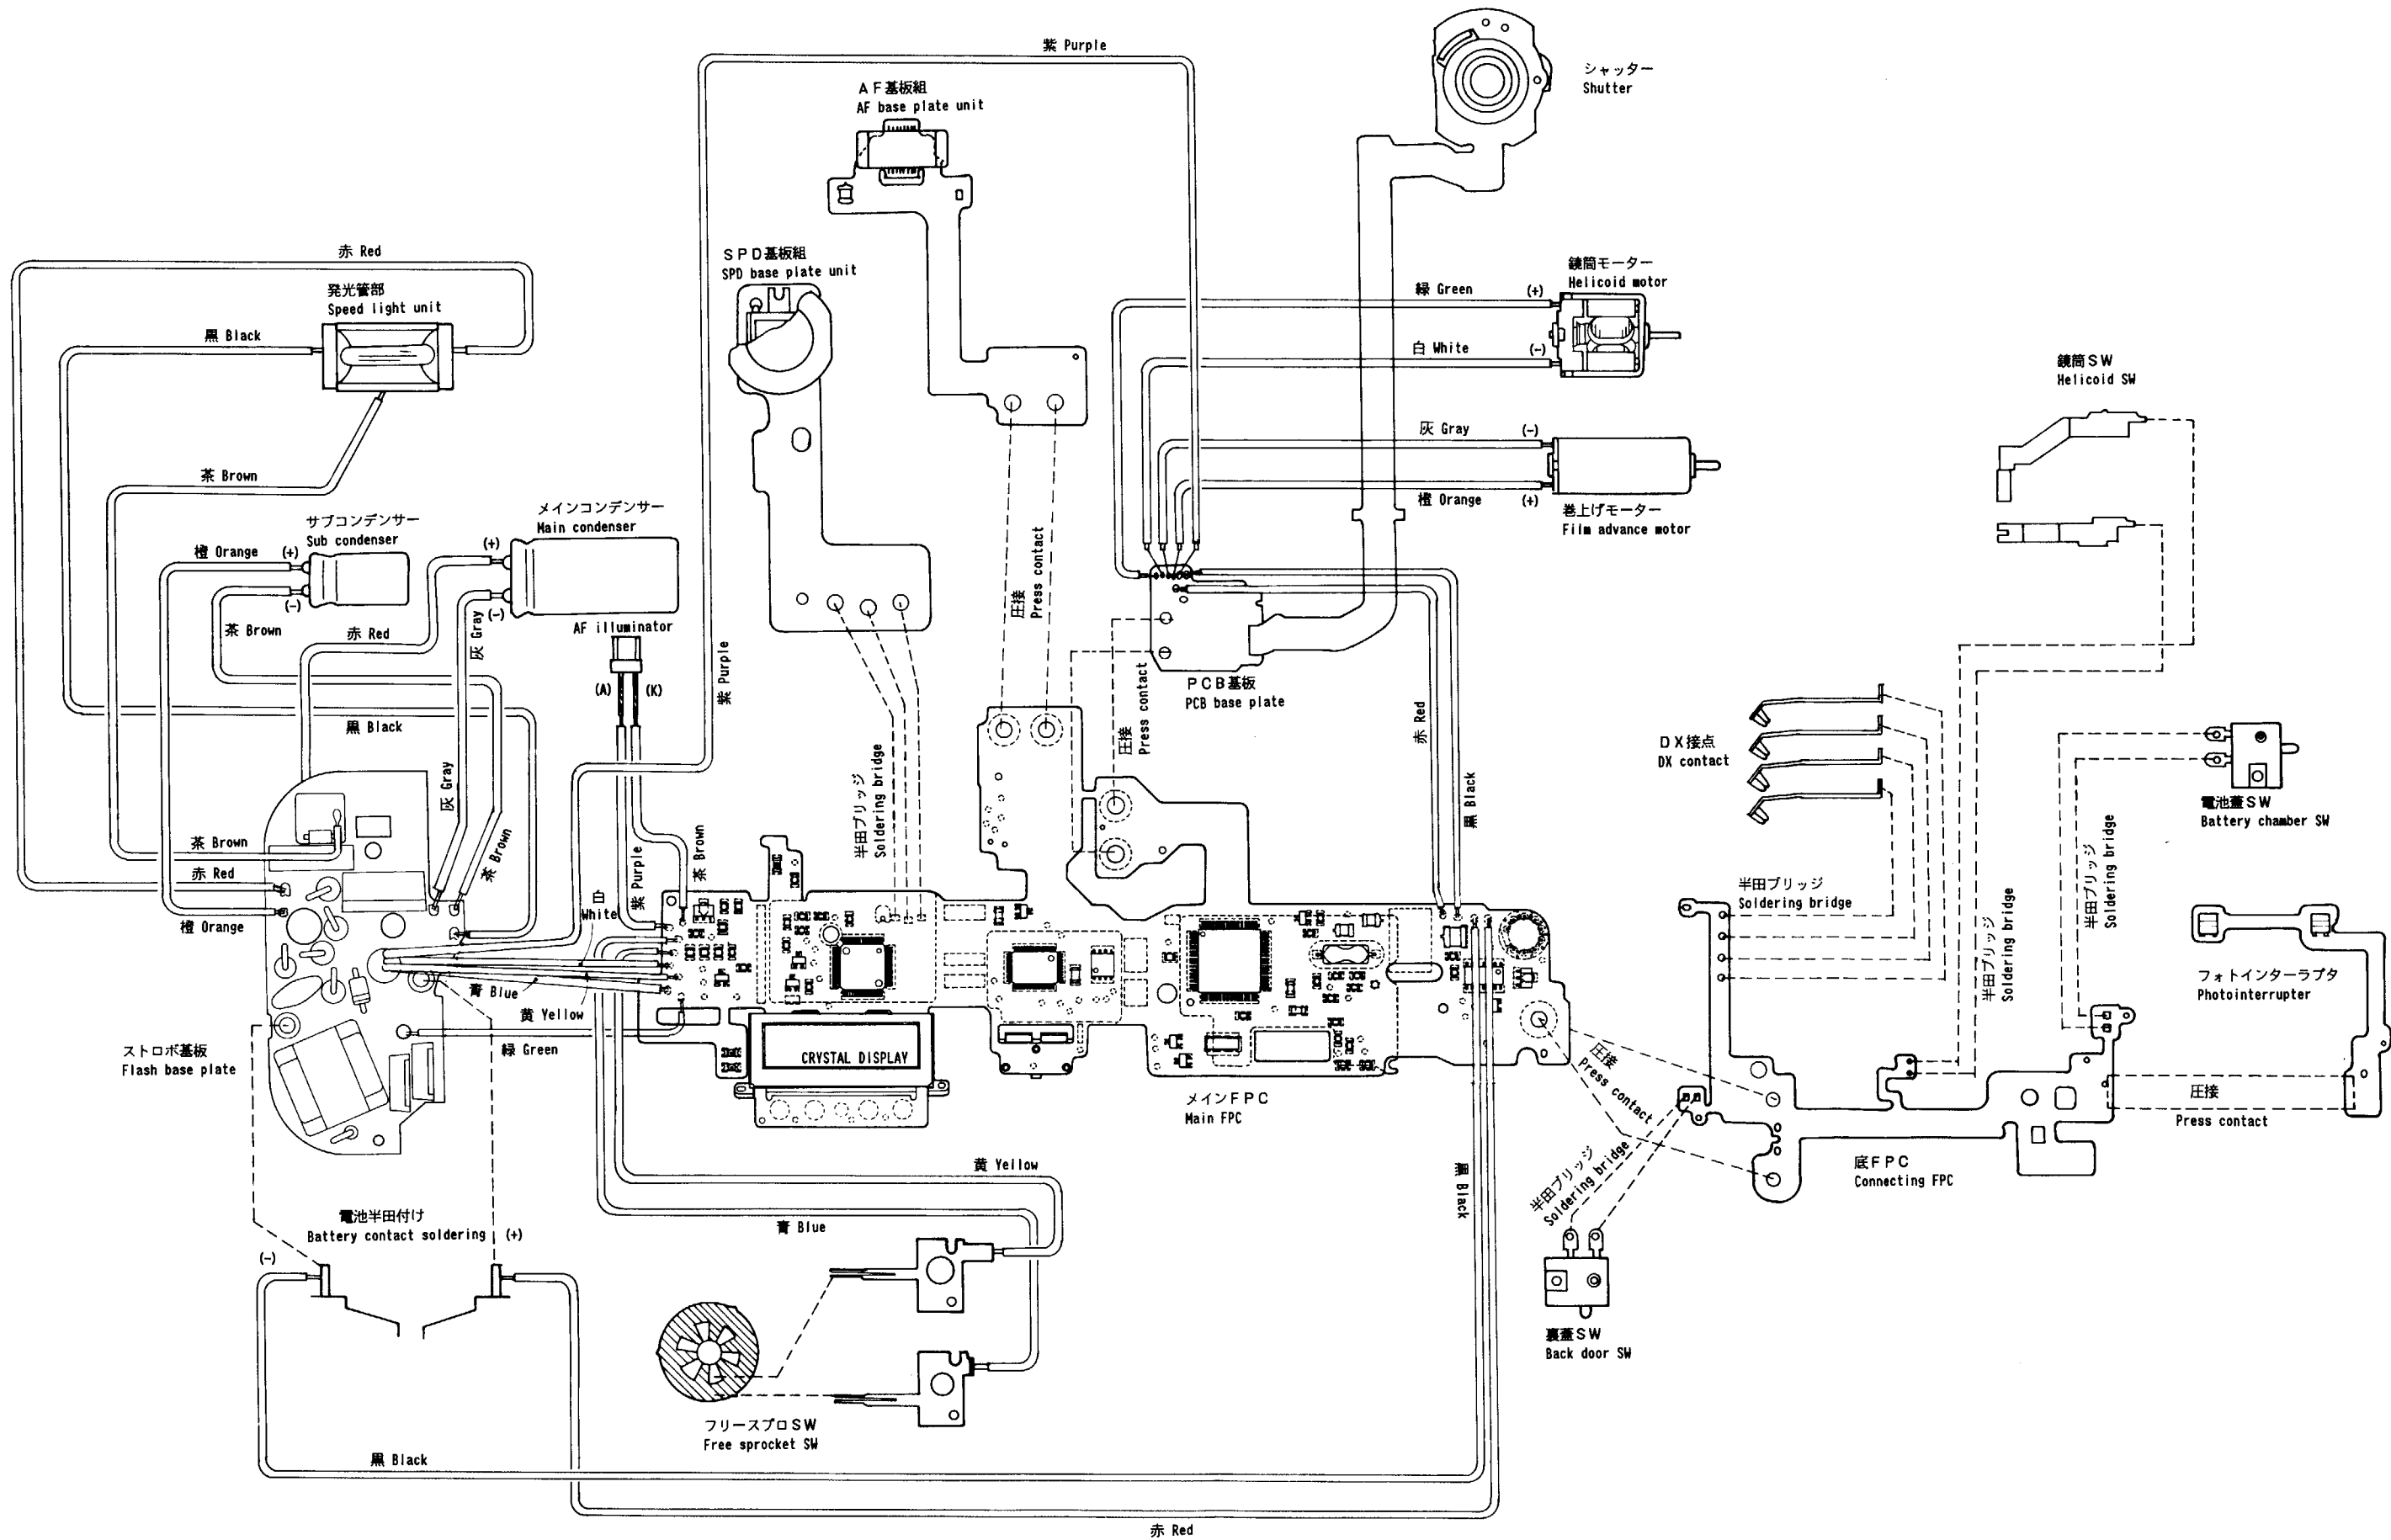 紫 Purple
シャッター
Shutter
AF基板組
AF base plate unit
赤 Red
SPD基板組
SPD base plate unit
発光管部
Speed light unit
鏡筒モーター
Helicoid motor
緑 Green
(+)
黒 Black
白 White
(-)
鏡筒SW
Helicoid SW
灰 Gray
(-)
茶 Brown
橙 Orange
(+)
巻上げモーター
Film advance motor
サブコンデンサー
Sub condenser
メインコンデンサー
Main condenser
橙 Orange
(+)
(-)
(+)
(-)
茶 Brown
赤 Red
灰 Gray
AF illuminator
(A)
(K)
紫 Purple
圧接
Press contact
圧接
Press contact
PCB基板
PCB base plate
赤 Red
黒 Black
黒 Black
灰 Gray
茶 Brown
DX接点
DX contact
電池蓋SW
Battery chamber SW
半田ブリッジ
Soldering bridge
茶 Brown
赤 Red
橙 Orange
茶 Brown
紫 Purple
白
White
半田ブリッジ
Soldering bridge
半田ブリッジ
Soldering bridge
半田ブリッジ
Soldering bridge
フォトインターラプタ
Photointerrupter
青 Blue
黄 Yellow
緑 Green
ストロボ基板
Flash base plate
CRYSTAL DISPLAY
メインFPC
Main FPC
圧接
Press contact
圧接
Press contact
底FPC
Connecting FPC
半田ブリッジ
Soldering bridge
黄 Yellow
青 Blue
黒 Black
電池半田付け
Battery contact soldering
(+)
(-)
裏蓋SW
Back door SW
フリースプロSW
Free sprocket SW
黒 Black
赤 Red